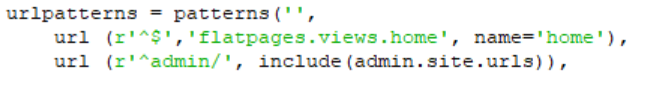 urlpatterns = patterns('',
    url (r'^$','flatpages.views.home', name='home'),
    url (r'^admin/', include(admin.site.urls)),